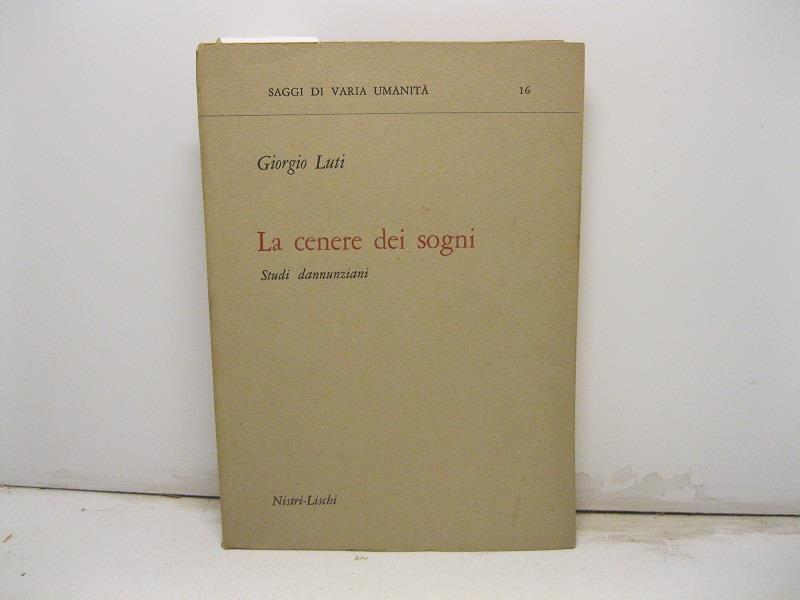 SAGGI DI VARIA UMANITÀ 16
Giorgio Luti
La cenere dei sogni
Studi dannunziani
Nistri-Lischi